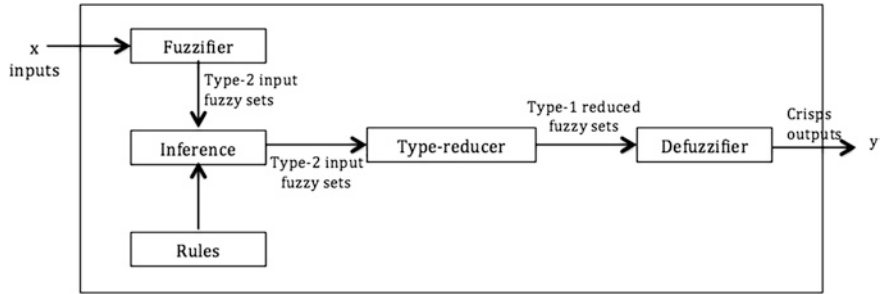 x
inputs
Fuzzifier
Type-2 input
fuzzy sets
Inference
Type-2 input
fuzzy sets
Rules
Type-reducer
Type-1 reduced
fuzzy sets
Defuzzifier
Crisps
outputs
y